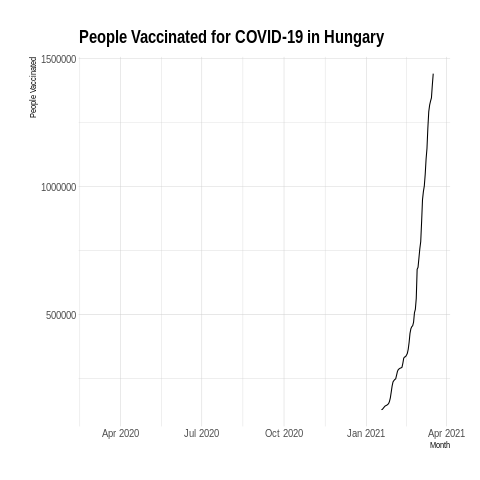 People Vaccinated for COVID-19 in Hungary
People Vaccinated
1500000
1000000
500000
Apr 2020 Jul 2020 Oct 2020 Jan 2021 Apr 2021
Month